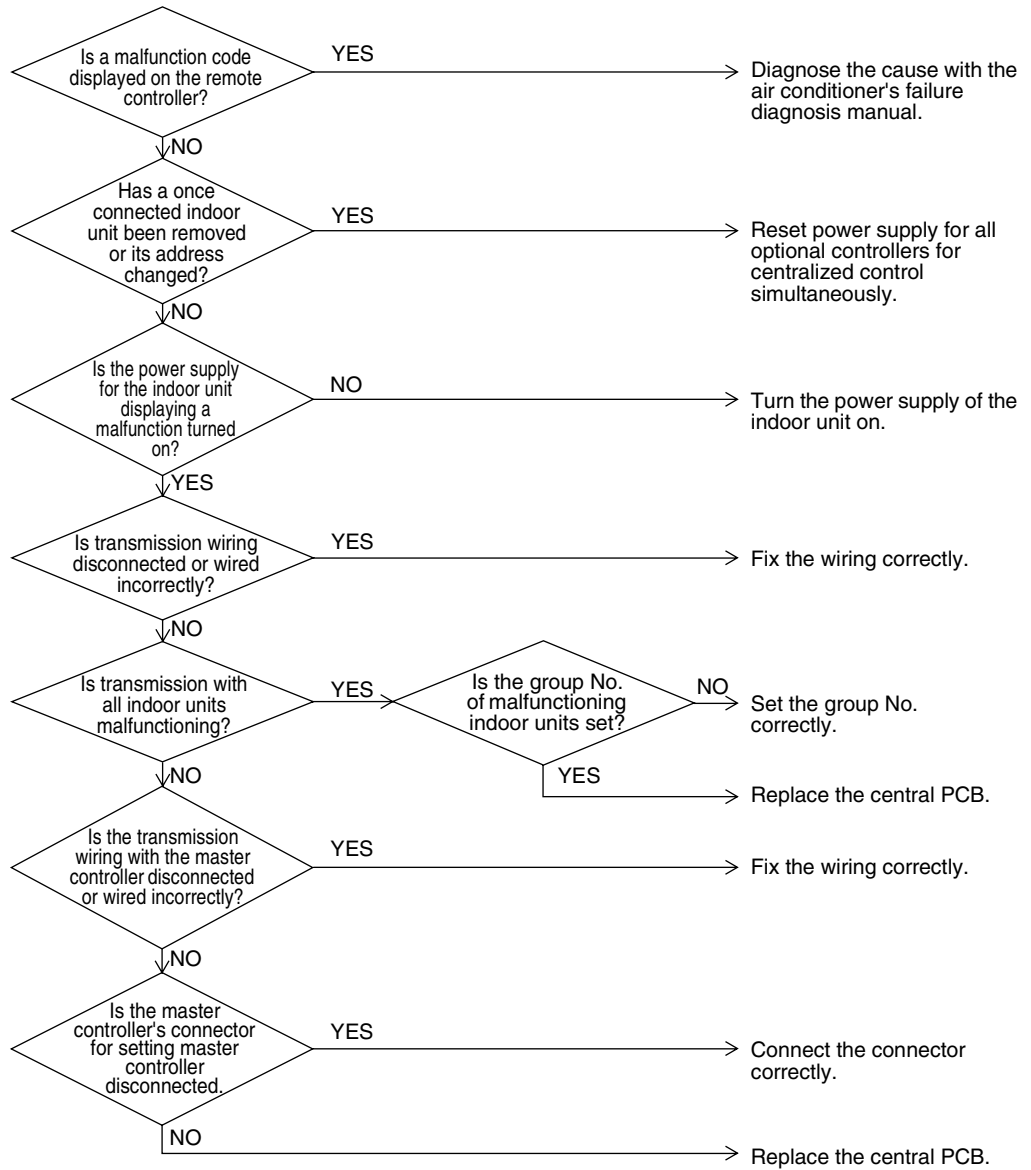 Is a malfunction code
displayed on the remote
controller?
YES
Diagnose the cause with the
air conditioner's failure
diagnosis manual.
NO
Has a once
connected indoor
unit been removed
or its address
changed?
YES
Reset power supply for all
optional controllers for
centralized control
simultaneously.
NO
Is the power supply
for the indoor unit
displaying a
malfunction turned
on?
NO
Turn the power supply of the
indoor unit on.
YES
Is transmission wiring
disconnected or wired
incorrectly?
YES
Fix the wiring correctly.
NO
Is transmission with
all indoor units
malfunctioning?
YES
Is the group No.
of malfunctioning
indoor units set?
NO
Set the group No.
correctly.
YES
Replace the central PCB.
NO
Is the transmission
wiring with the master
controller disconnected
or wired incorrectly?
YES
Fix the wiring correctly.
NO
Is the master
controller's connector
for setting master
controller
disconnected.
YES
Connect the connector
correctly.
NO
Replace the central PCB.